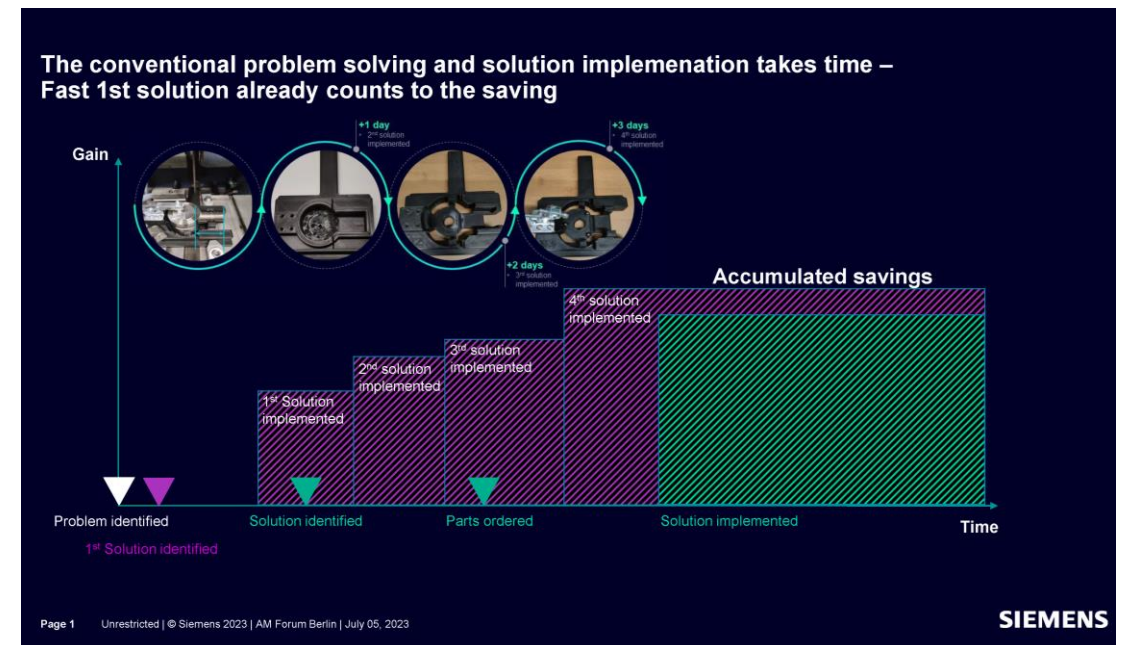 The conventional problem solving and solution implemenation takes time –
Fast 1st solution already counts to the saving
Gain
+1 day
• 2nd solution
implemented
+3 days
• 4th solution
implemented
+2 days
• 3rd solution
implemented
Accumulated savings
4th solution
implemented
3rd solution
implemented
2nd solution
implemented
1st Solution
implemented
Problem identified
Solution identified
Parts ordered
Solution implemented
Time
1st Solution identified
Page 1 Unrestricted | © Siemens 2023 | AM Forum Berlin | July 05, 2023
SIEMENS